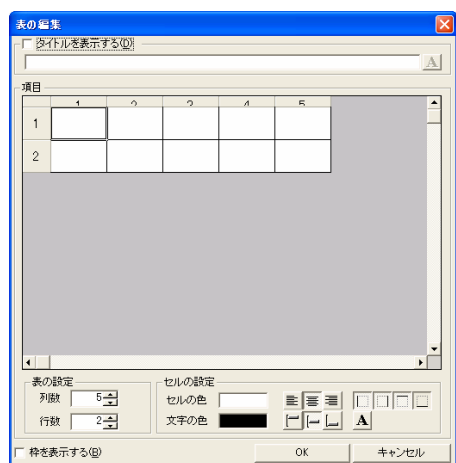 表の編集
タイトルを表示する(D)
A
項目
1 2 3 4 5
1
2
表の設定
セルの設定
列数 5
セルの色
行数 2
文字の色
A
枠を表示する(B)
OK
キャンセル